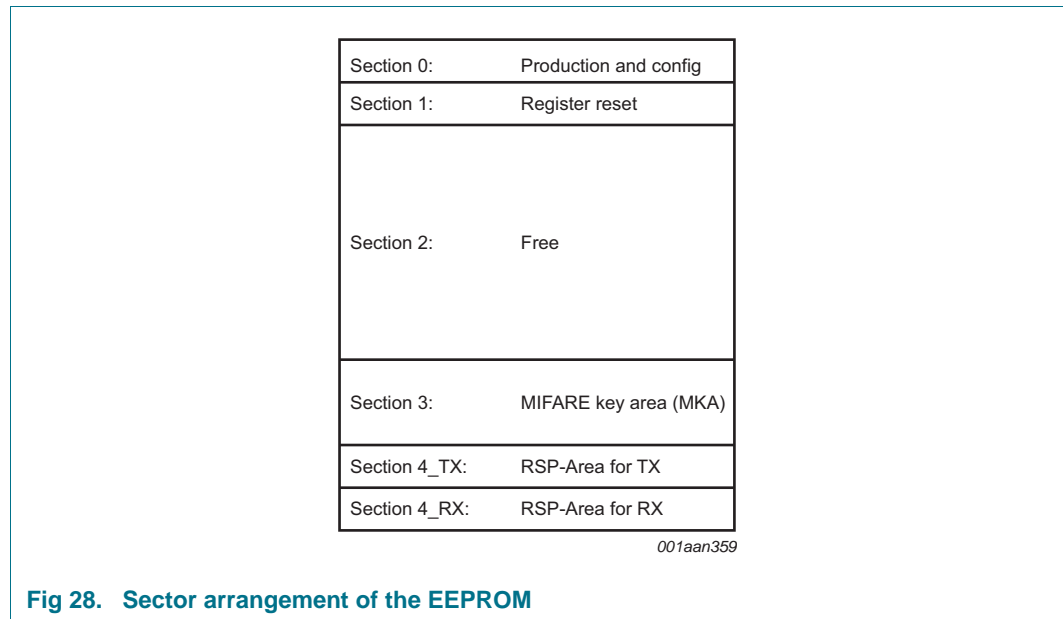 Section 0: Production and config
Section 1: Register reset
Section 2: Free
Section 3: MIFARE key area (MKA)
Section 4_TX: RSP-Area for TX
Section 4_RX: RSP-Area for RX
001aan359
Fig 28. Sector arrangement of the EEPROM